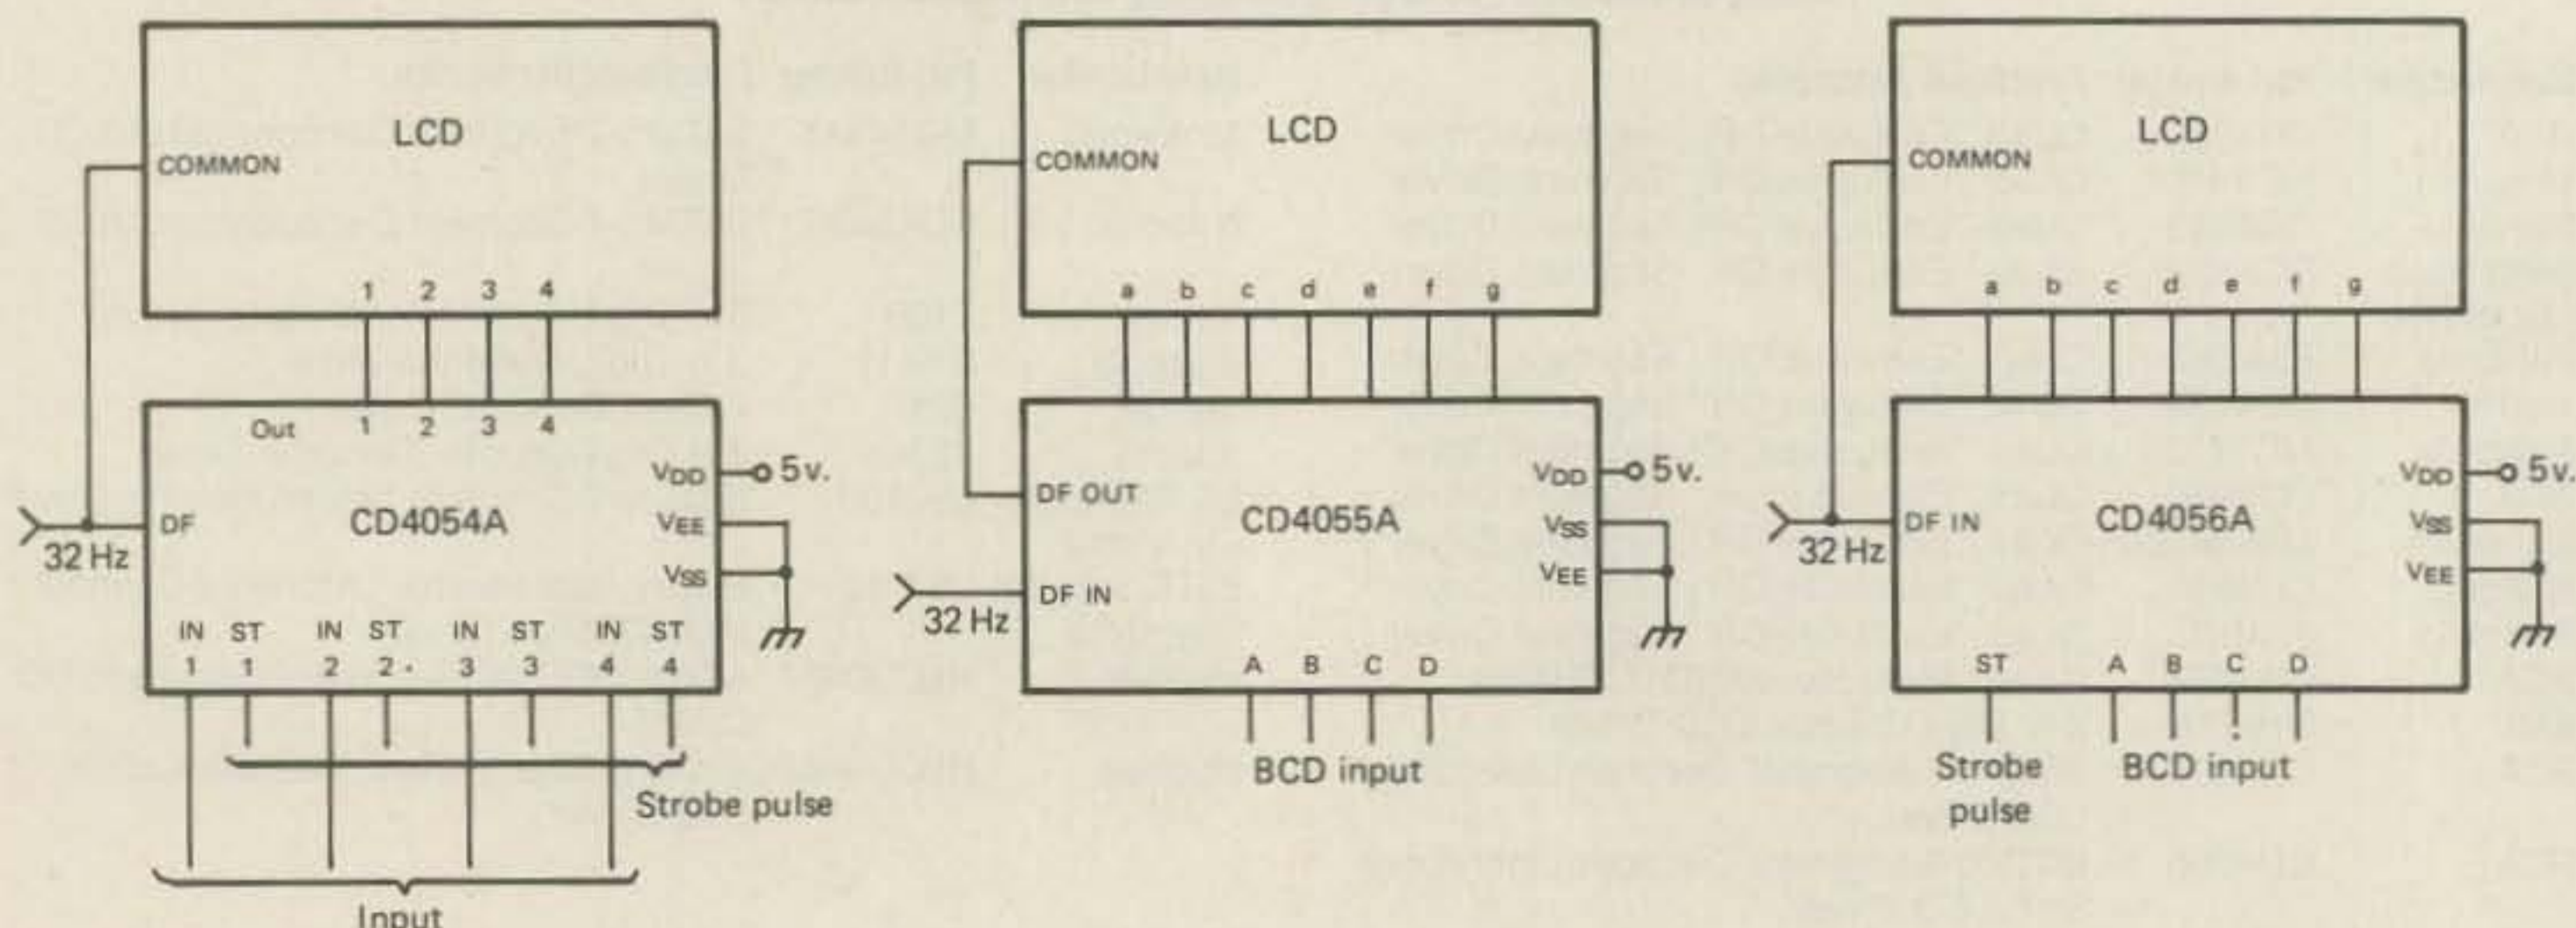 LCD
COMMON
1 2 3 4
Out 1 2 3 4
VDD 5v.
DF CD4054A VEE
32 Hz
VSS
IN ST IN ST IN ST IN ST
1 1 2 2 3 3 4 4
Strobe pulse
Input
LCD
COMMON
a b c d e f g
VDD 5v.
DF OUT
CD4055A VSS
VEE
DF IN
32 Hz
A B C D
BCD input
LCD
COMMON
a b c d e f g
VDD 5v.
DF IN CD4056A VSS
32 Hz
VEE
ST A B C D
Strobe pulse
BCD input